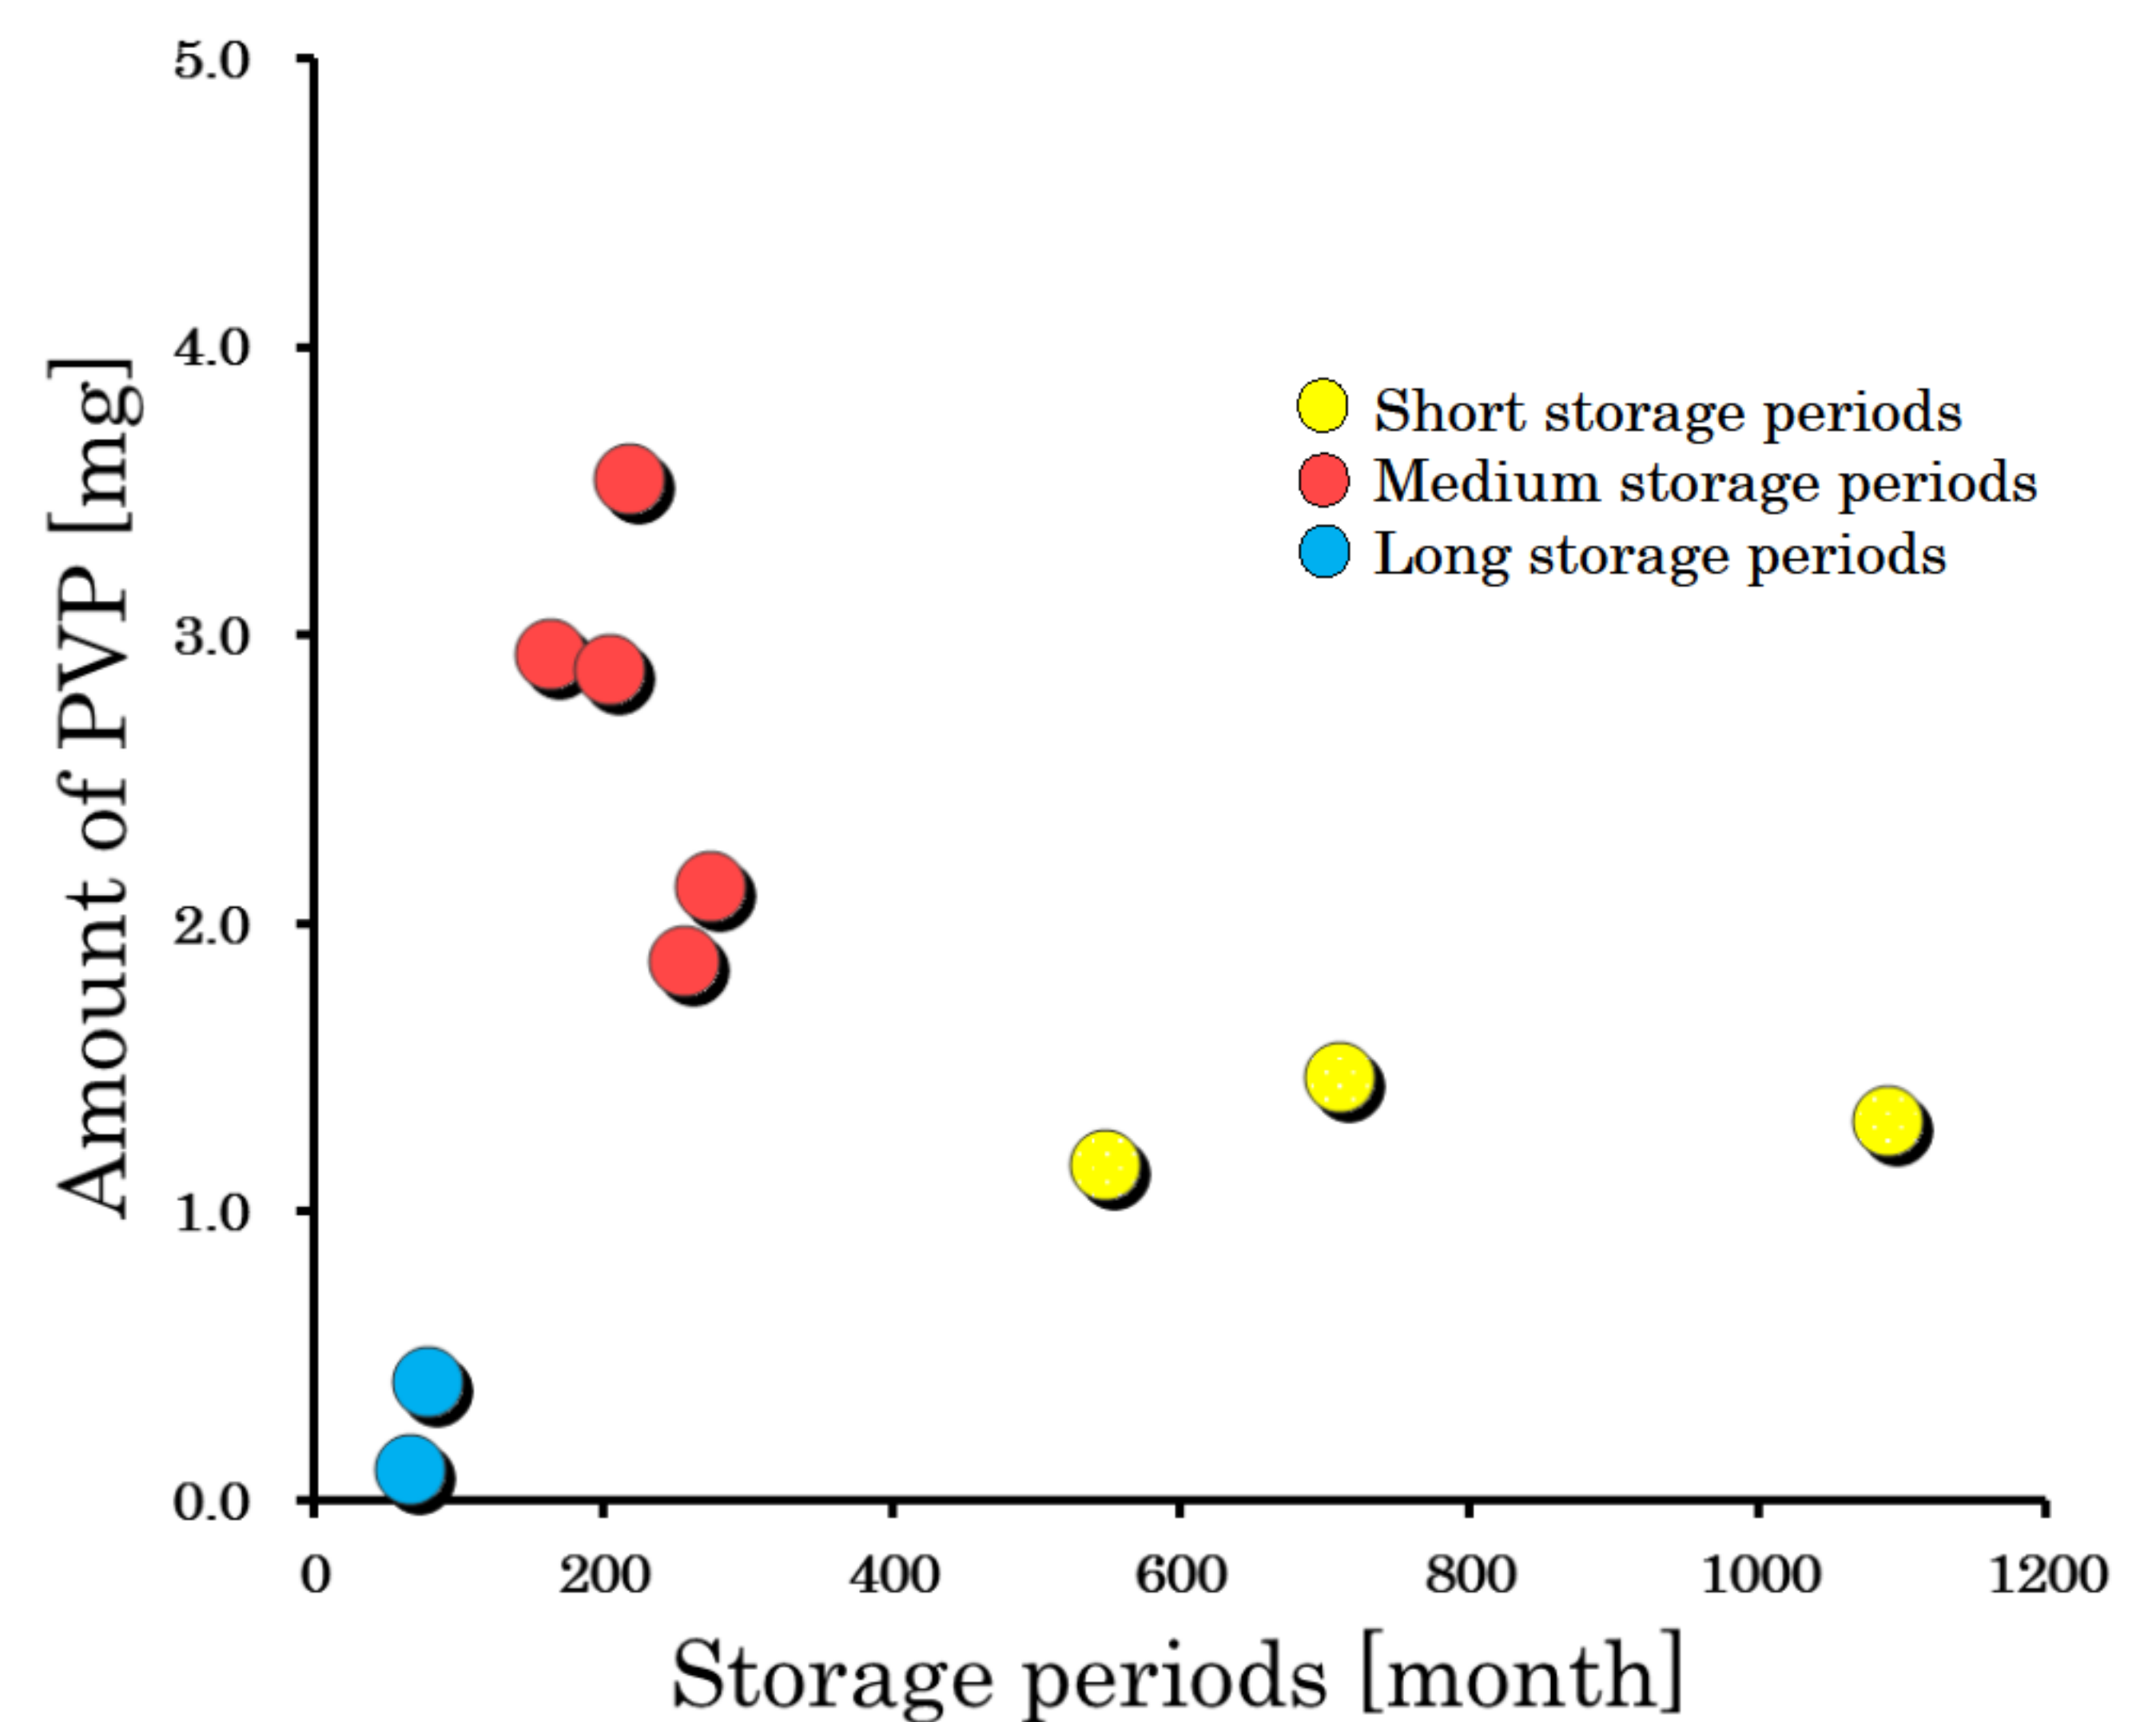 5.0
4.0
3.0
2.0
1.0
0.0
Amount of PVP [mg]
Short storage periods
Medium storage periods
Long storage periods
0 200 400 600 800 1000 1200
Storage periods [month]